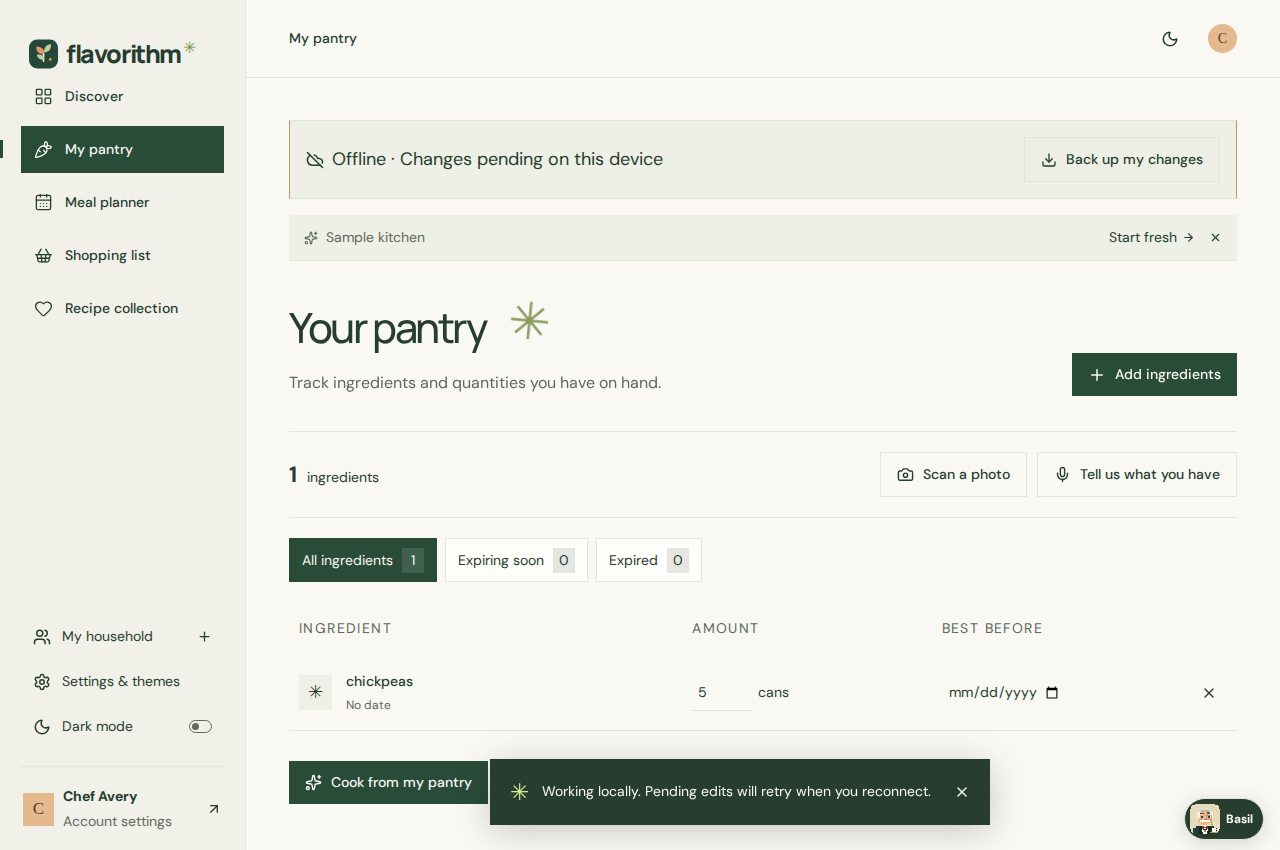 flavorithm
Discover
My pantry
Meal planner
Shopping list
Recipe collection
My household
Settings & themes
Dark mode
C
Chef Avery
Account settings
My pantry
C
Offline · Changes pending on this device
Back up my changes
Sample kitchen
Start fresh →
Your pantry
Track ingredients and quantities you have on hand.
Add ingredients
1 ingredients
Scan a photo
Tell us what you have
All ingredients 1
Expiring soon 0
Expired 0
INGREDIENT AMOUNT BEST BEFORE
chickpeas
No date
5 cans
mm/dd/yyyy
Cook from my pantry
Working locally. Pending edits will retry when you reconnect.
Basil